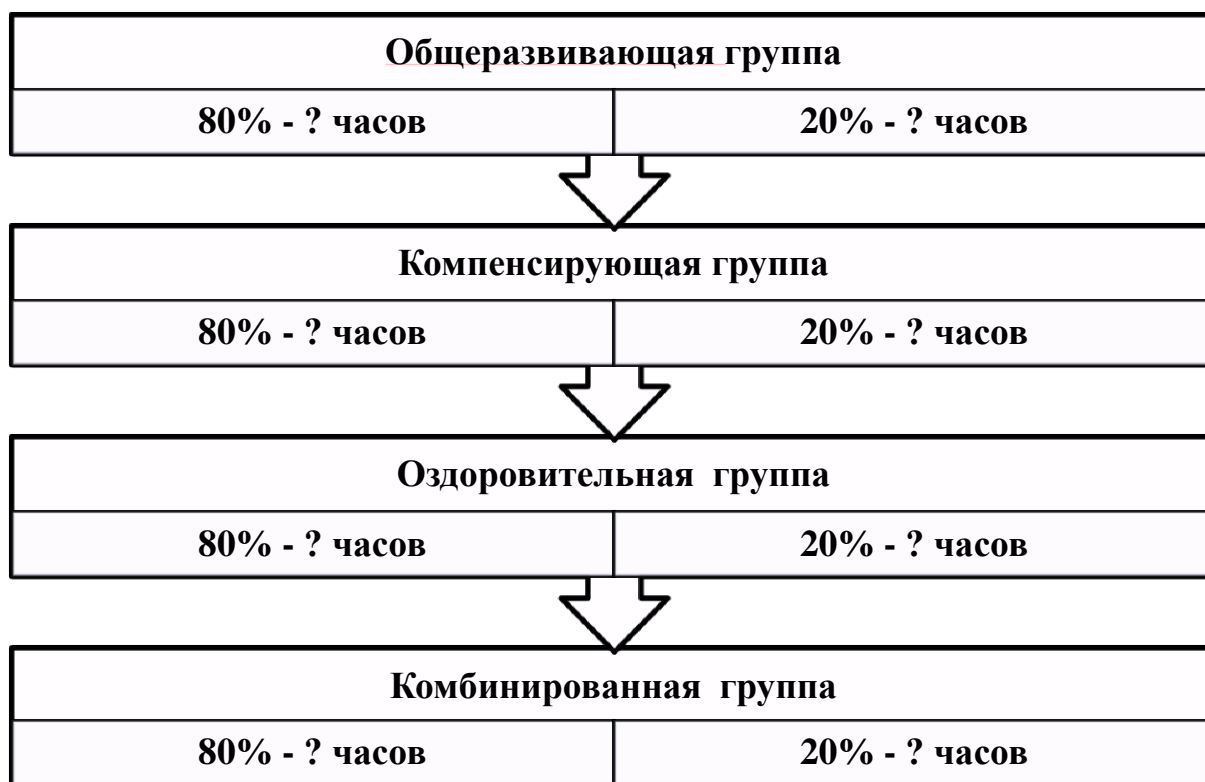 Общеразвивающая группа
80% - ? часов 20% - ? часов
Компенсирующая группа
80% - ? часов 20% - ? часов
Оздоровительная группа
80% - ? часов 20% - ? часов
Комбинированная группа
80% - ? часов 20% - ? часов